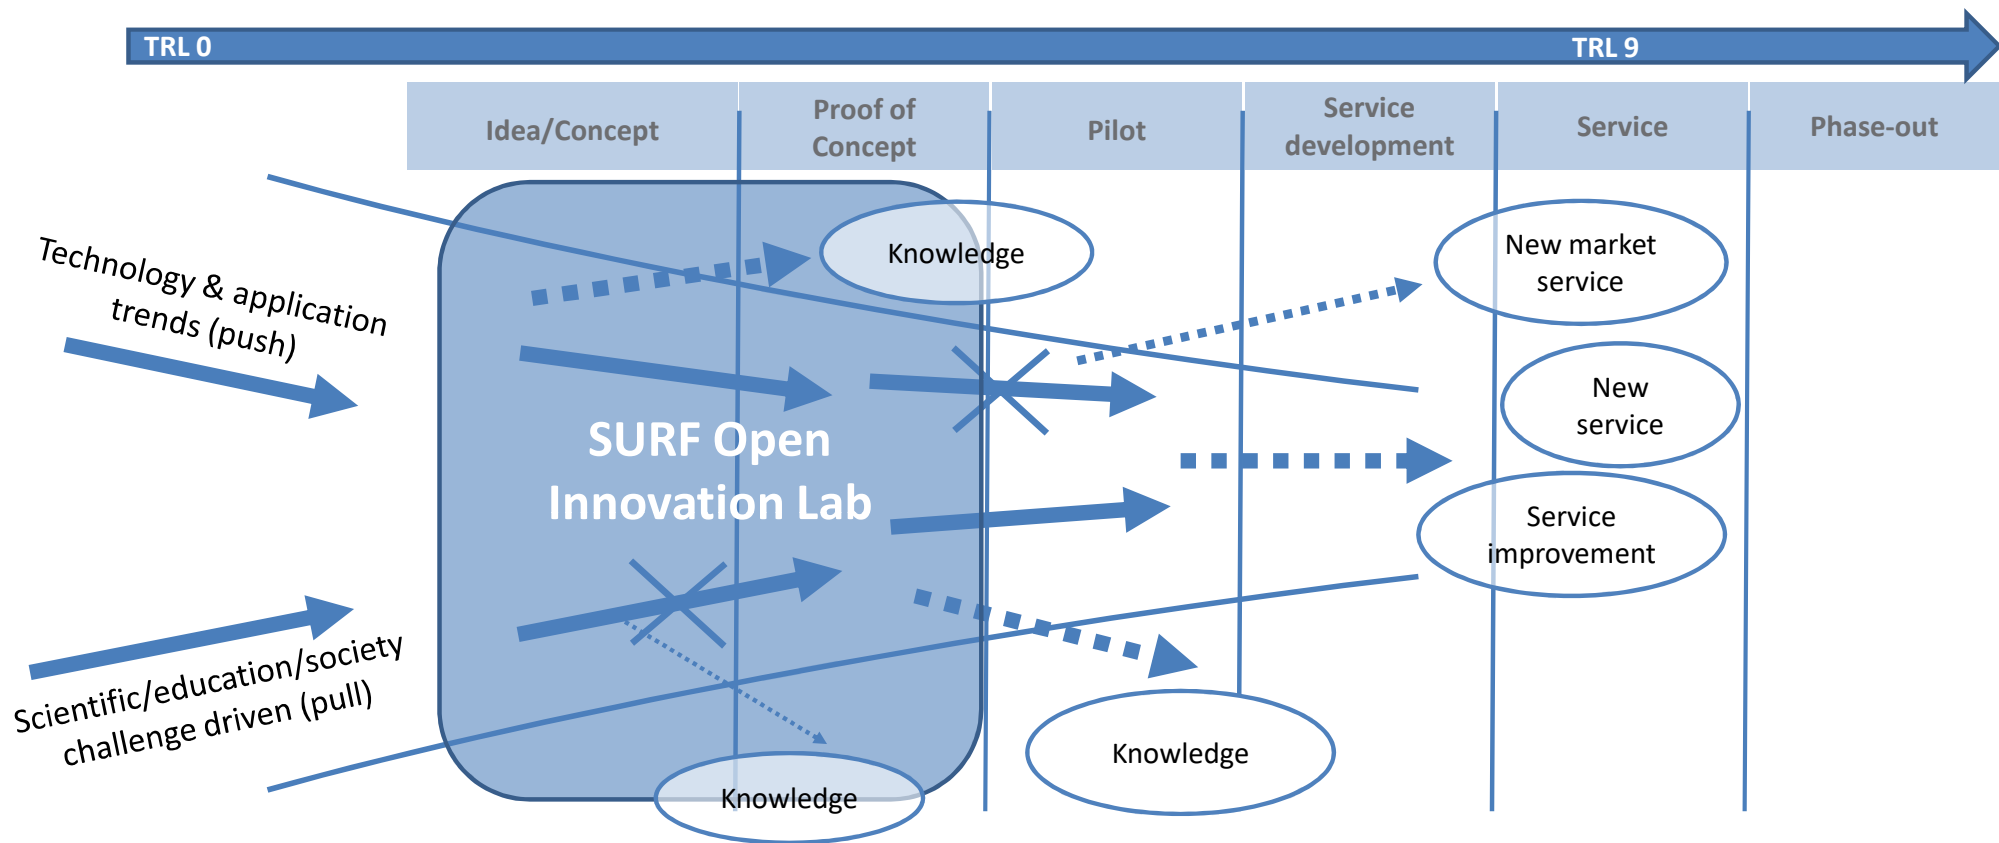 TRL 0
TRL 9
Idea/Concept
Proof of
Concept
Pilot
Service
development
Service
Phase-out
Technology & application
trends (push)
Knowledge
New market
service
New
service
SURF Open
Innovation Lab
Service
improvement
Scientific/education/society
challenge driven (pull)
Knowledge
Knowledge